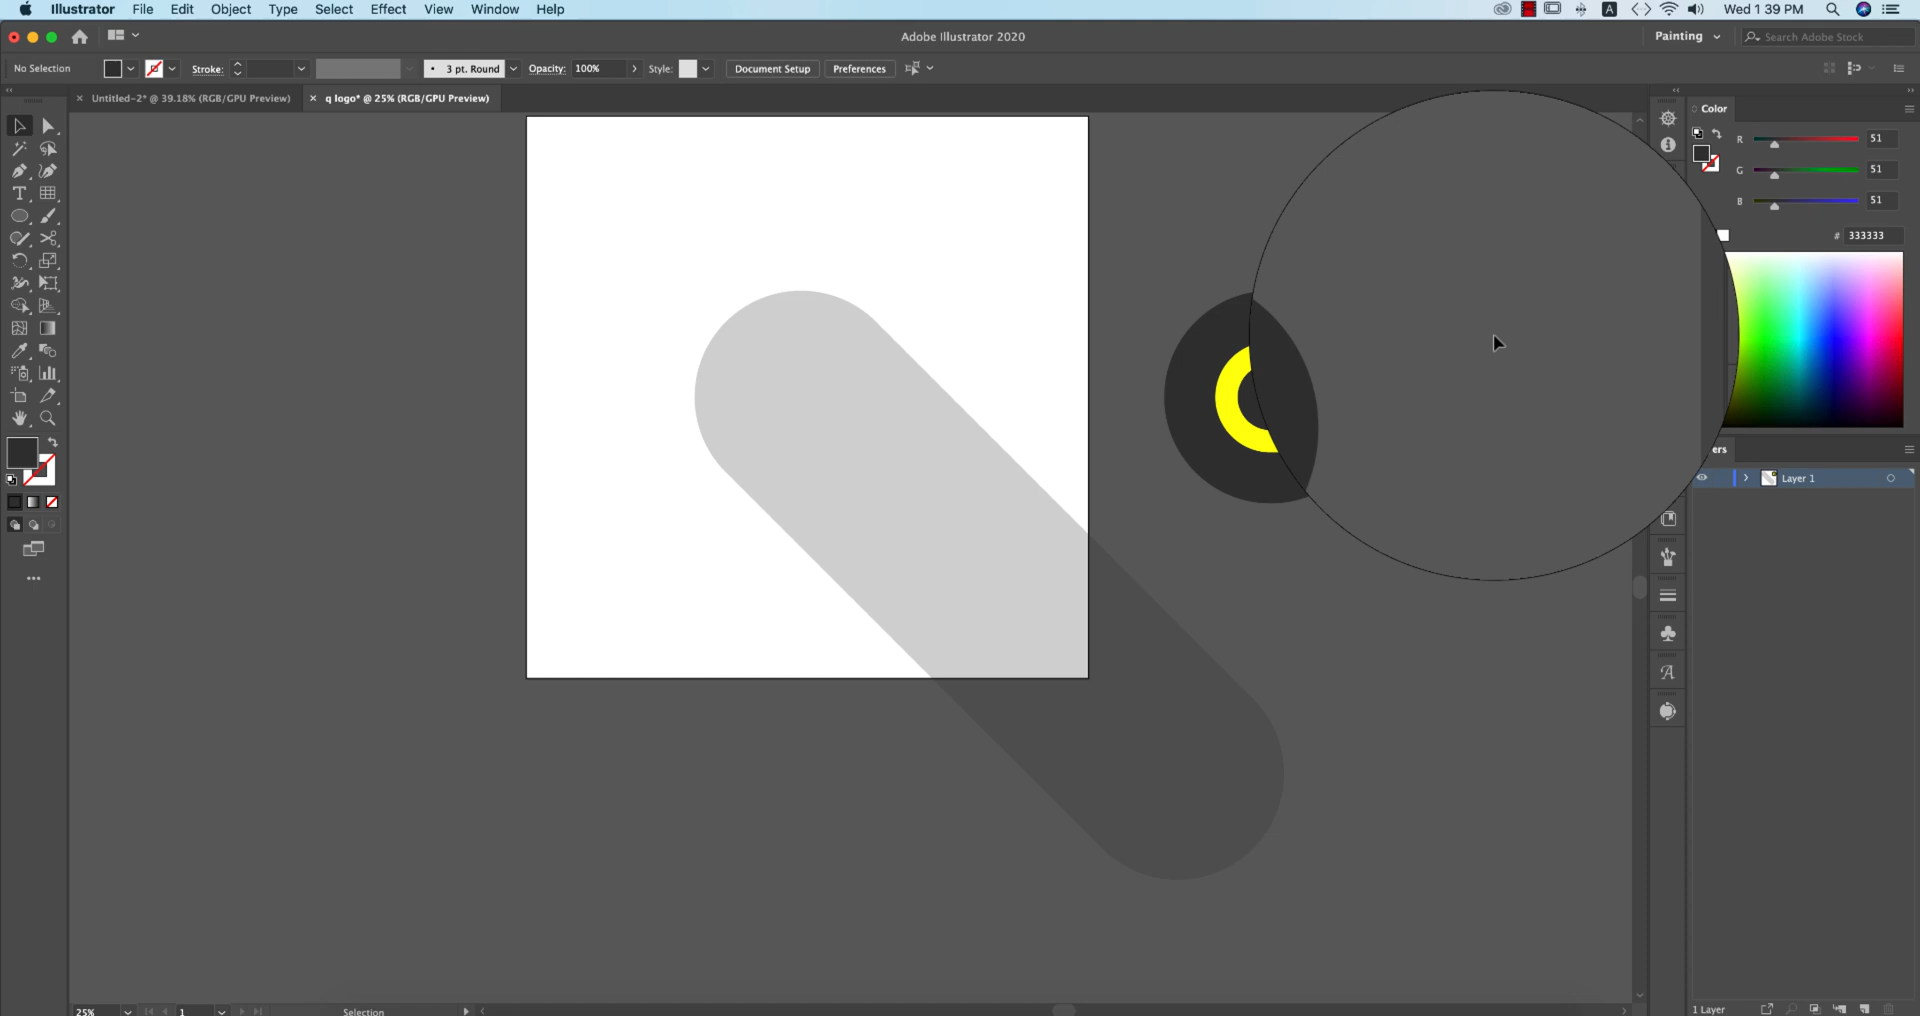 Illustrator File Edit Object Type Select Effect View Window Help
A Wed 1 39 PM
Adobe Illustrator 2020
Painting
Search Adobe Stock
No Selection
Stroke:
3 pt. Round
Opacity: 100%
Style:
Document Setup
Preferences
Untitled-2* @ 39.18% (RGB/GPU Preview)
q logo* @ 25% (RGB/GPU Preview)
Color
R 51
G 51
B 51
# 333333
ers
Layer 1
25%
1
Selection
1 Layer